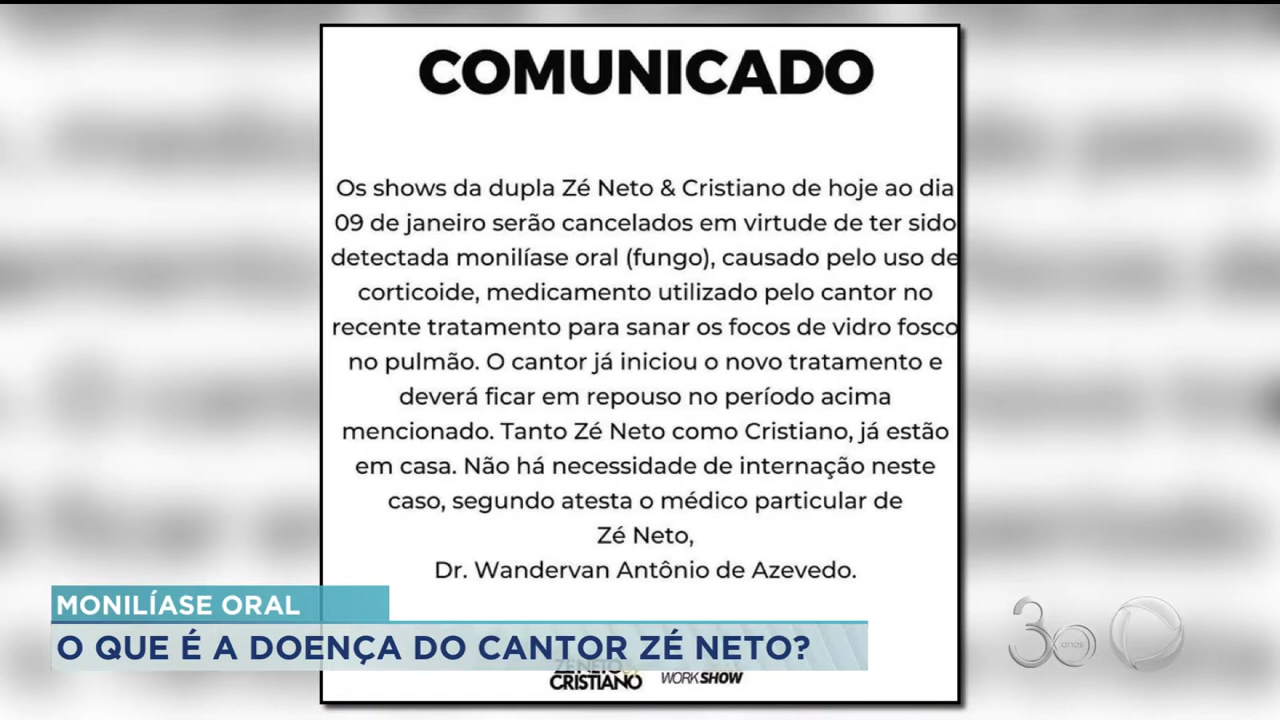 COMUNICADO
Os shows da dupla Zé Neto & Cristiano de hoje ao dia
09 de janeiro serão cancelados em virtude de ter sido
detectada monilíase oral (fungo), causado pelo uso de
corticoide, medicamento utilizado pelo cantor no
recente tratamento para sanar os focos de vidro fosco
no pulmão. O cantor já iniciou o novo tratamento e
deverá ficar em repouso no período acima
mencionado. Tanto Zé Neto como Cristiano, já estão
em casa. Não há necessidade de internação neste
caso, segundo atesta o médico particular de
Zé Neto,
Dr. Wandervan Antônio de Azevedo.
MONILÍASE ORAL
O QUE É A DOENÇA DO CANTOR ZÉ NETO?
ZÉ NETO
CRISTIANO
WORKSHOW
30 anos